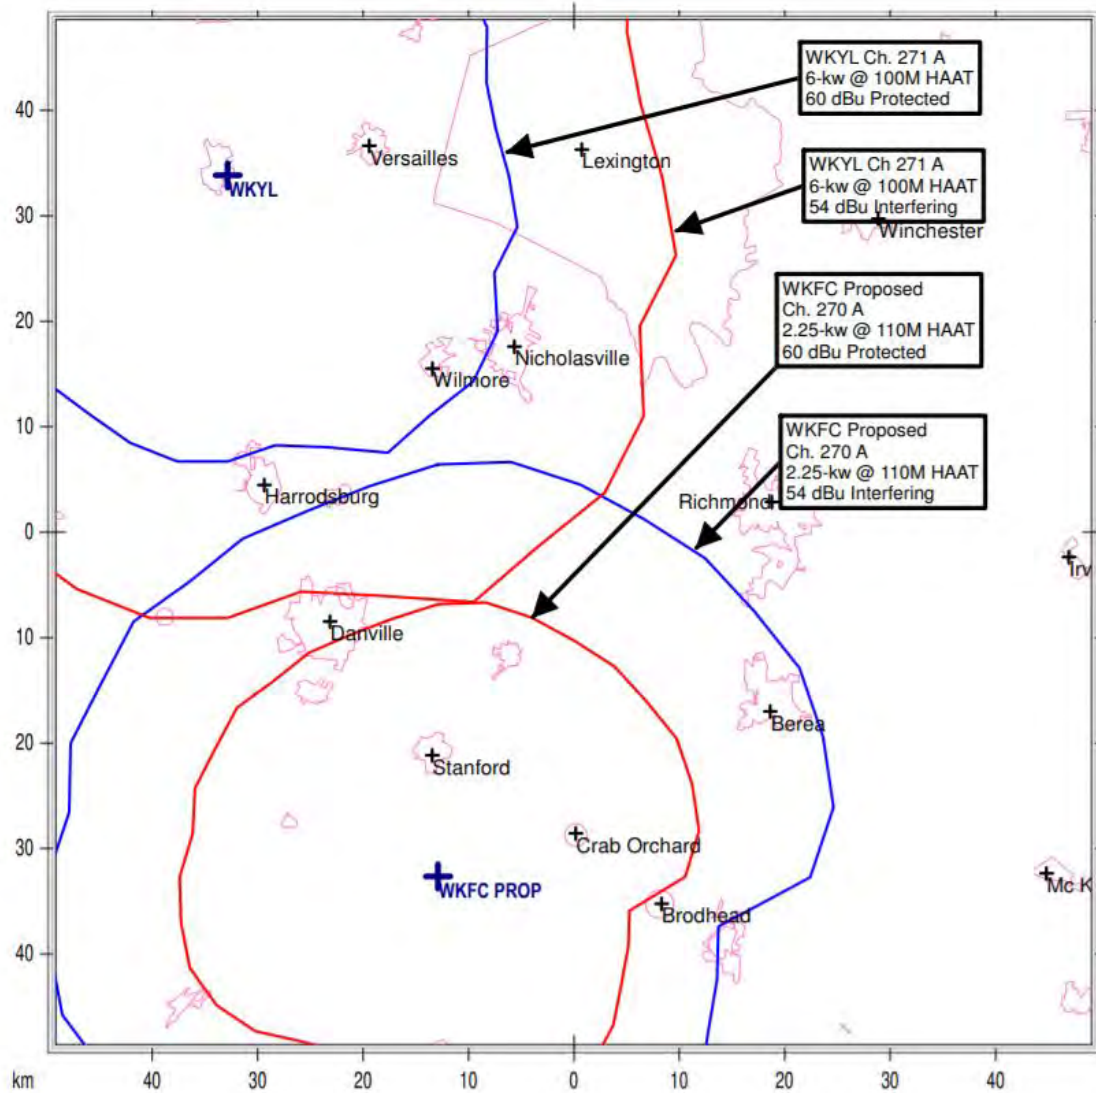 WKYL Ch. 271 A
6-kw @ 100M HAAT
60 dBu Protected
40
Versailles
Lexington
WKYL Ch 271 A
6-kw @ 100M HAAT
54 dBu Interfering
WKYL
30
Winchester
WKFC Proposed
Ch. 270 A
2.25-kw @ 110M HAAT
60 dBu Protected
20
Nicholasville
Wilmore
10
WKFC Proposed
Ch. 270 A
2.25-kw @ 110M HAAT
54 dBu Interfering
Harrodsburg
Richmond
0
Irv
10
Danville
Berea
20
Stanford
30
Crab Orchard
WKFC PROP
Mc K
Brodhead
40
km
40
30
20
10
0
10
20
30
40